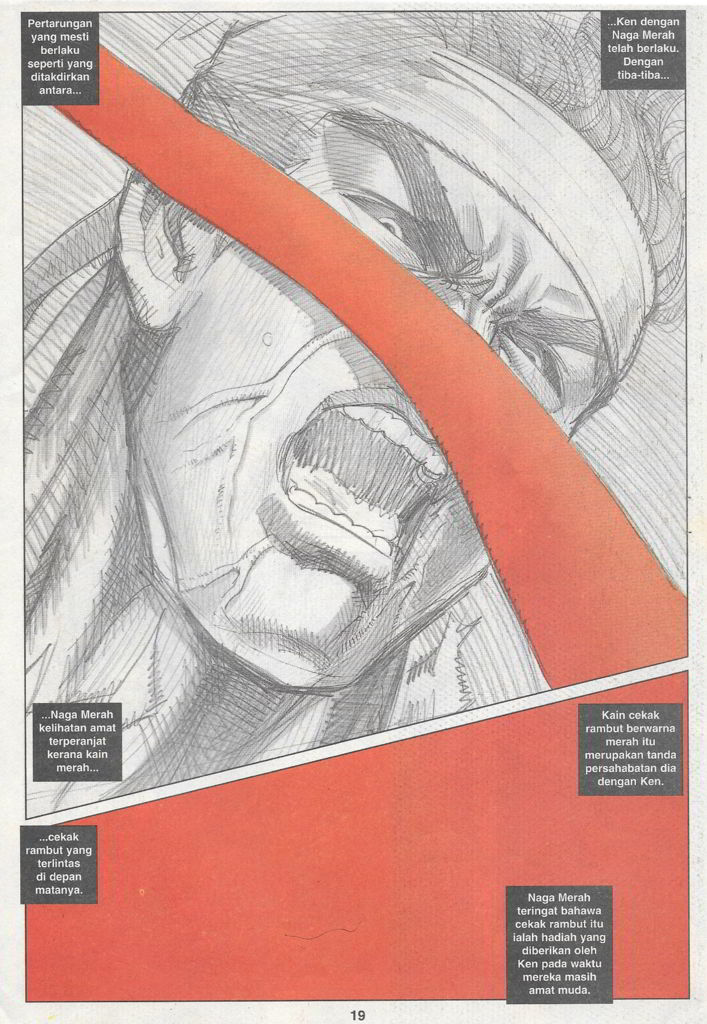 Pertarungan
yang mesti
berlaku
seperti yang
ditakdirkan
antara...
...Ken dengan
Naga Merah
telah berlaku.
Dengan
tiba-tiba...
...Naga Merah
kelihatan amat
terperanjat
kerana kain
merah...
...cekak
rambut yang
terlintas
di depan
matanya.
Kain cekak
rambut berwarna
merah itu
merupakan tanda
persahabatan dia
dengan Ken.
Naga Merah
teringat bahawa
cekak rambut itu
ialah hadiah yang
diberikan oleh
Ken pada waktu
mereka masih
amat muda.
19